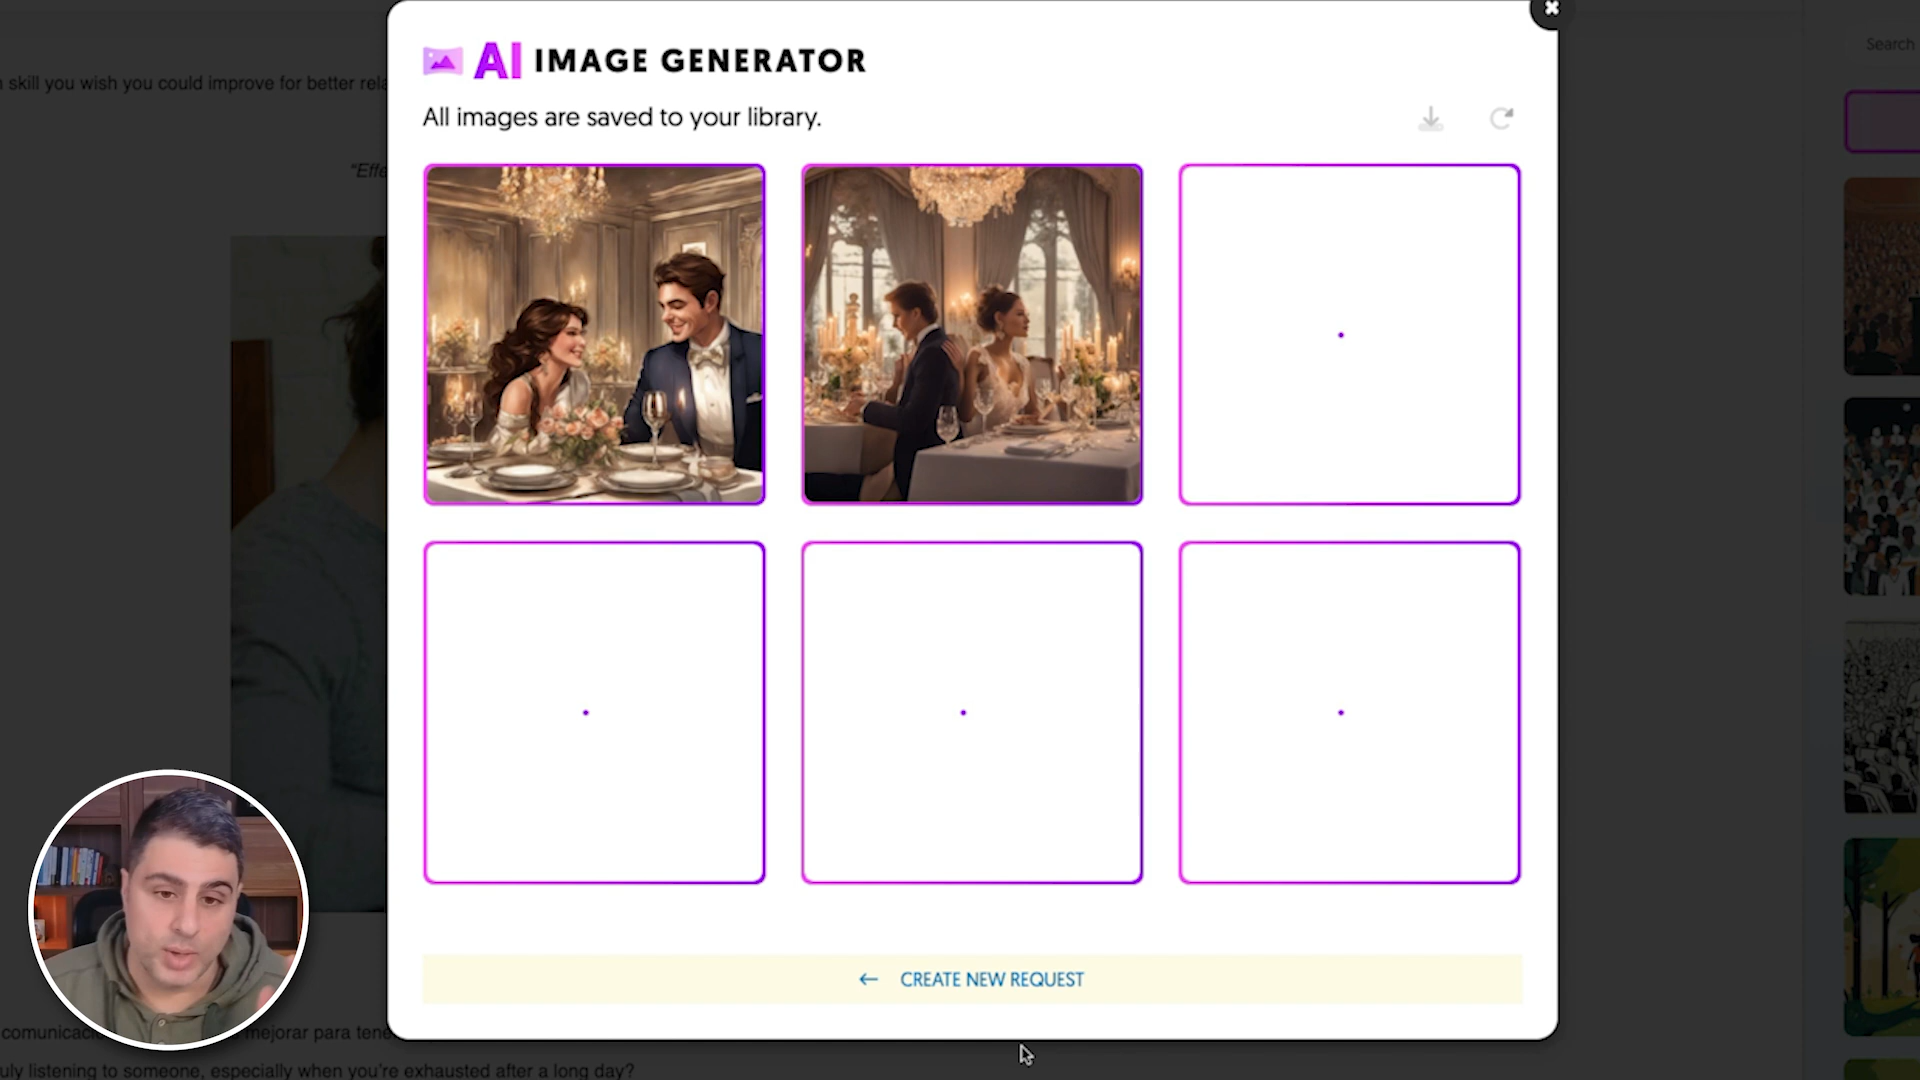 Search
AI IMAGE GENERATOR
skill you wish you could improve for better rela
All images are saved to your library.
"Effe
CREATE NEW REQUEST
comunicac
mejorar para tene
uly listening to someone, especially when you're exhausted after a long day?